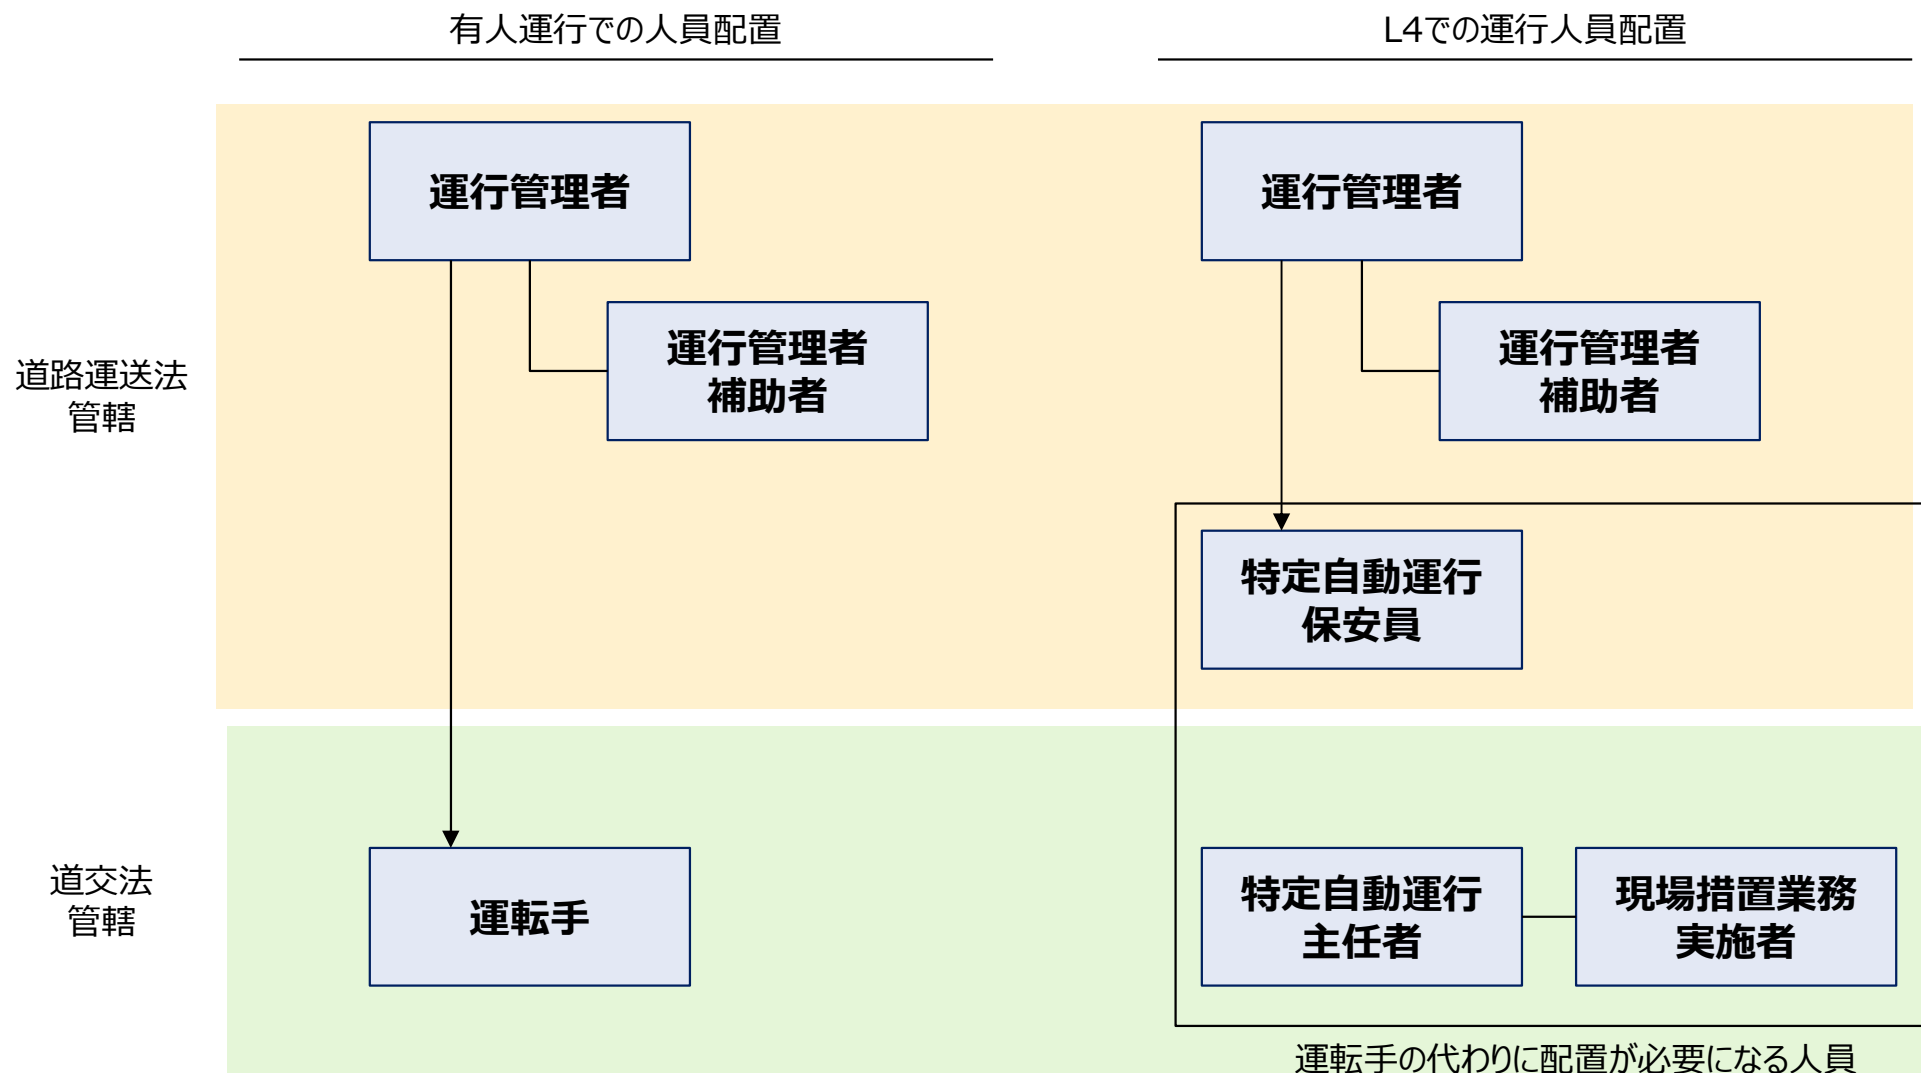 有人運行での人員配置
L4での運行人員配置
道路運送法
管轄
運行管理者
運行管理者
補助者
運行管理者
運行管理者
補助者
特定自動運行
保安員
道交法
管轄
運転手
特定自動運行
主任者
現場措置業務
実施者
運転手の代わりに配置が必要になる人員